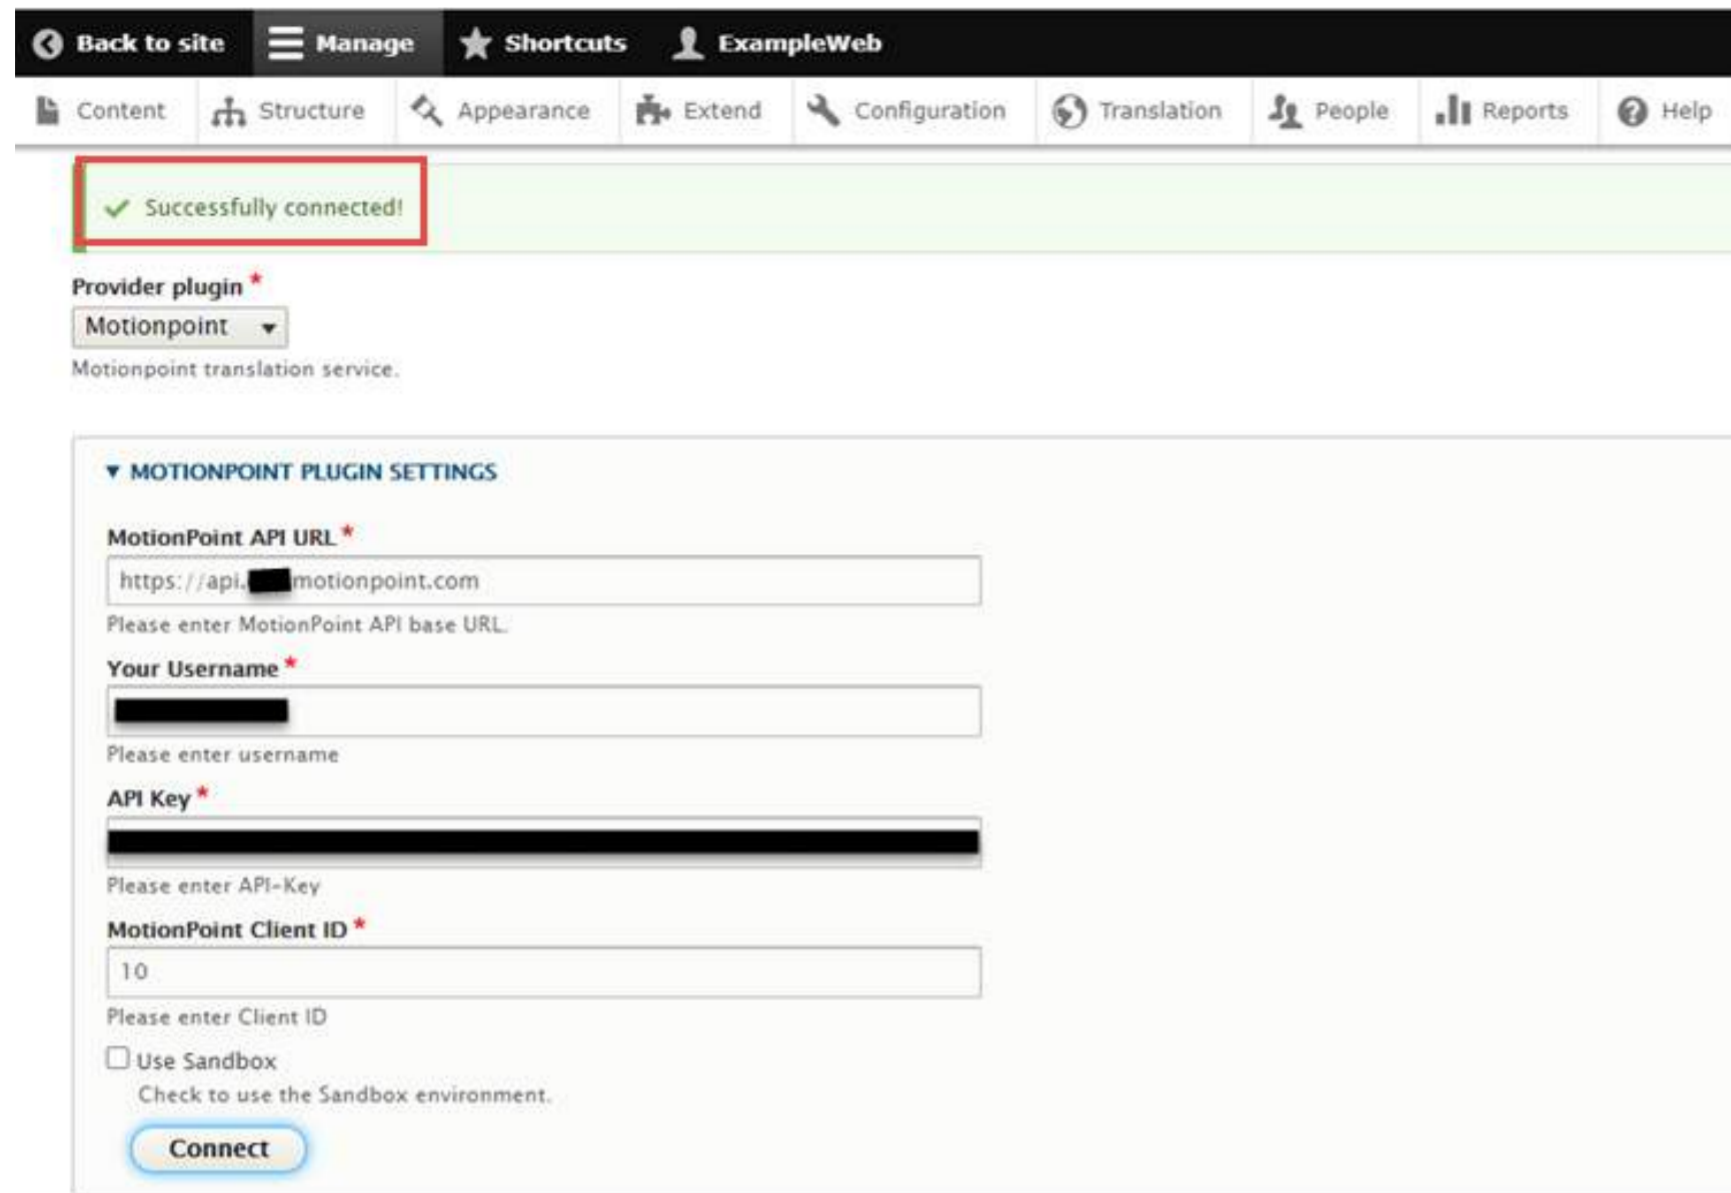 Back to site Manage Shortcuts ExampleWeb
Content Structure Appearance Extend Configuration Translation People Reports Help
Successfully connected!
Provider plugin *
Motionpoint
Motionpoint translation service.
MOTIONPOINT PLUGIN SETTINGS
MotionPoint API URL *
https://api. motionpoint.com
Please enter MotionPoint API base URL.
Your Username *
Please enter username
API Key *
Please enter API-Key
MotionPoint Client ID *
10
Please enter Client ID
Use Sandbox
Check to use the Sandbox environment.
Connect